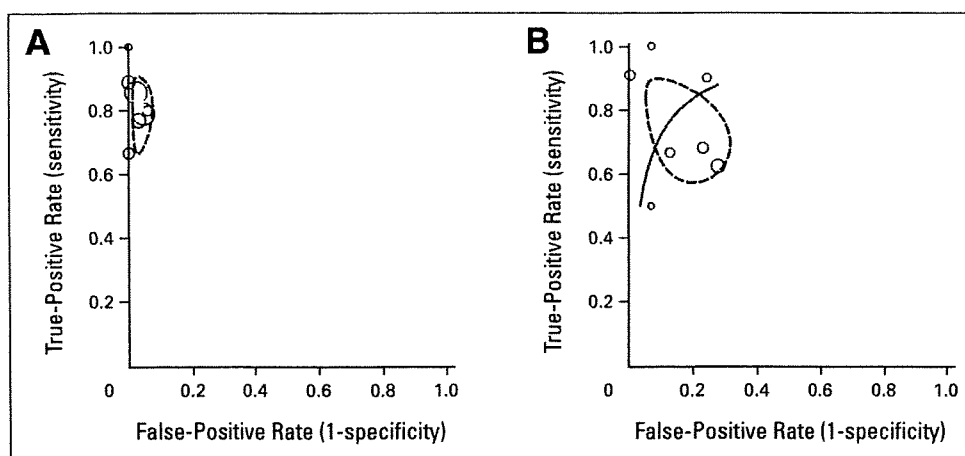 A
True-Positive Rate (sensitivity)
1.0
0.8
0.6
0.4
0.2
0 0.2 0.4 0.6 0.8 1.0
False-Positive Rate (1-specificity)
B
True-Positive Rate (sensitivity)
1.0
0.8
0.6
0.4
0.2
0 0.2 0.4 0.6 0.8 1.0
False-Positive Rate (1-specificity)